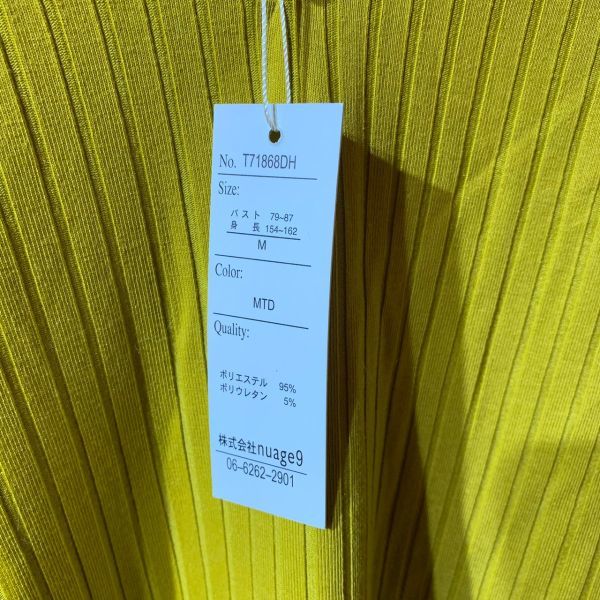 No. T71868DH
Size:
バスト 79~87
身長 154~162
M
Color:
MTD
Quality:
ポリエステル 95%
ポリウレタン 5%
株式会社nuage9
06-6262-2901